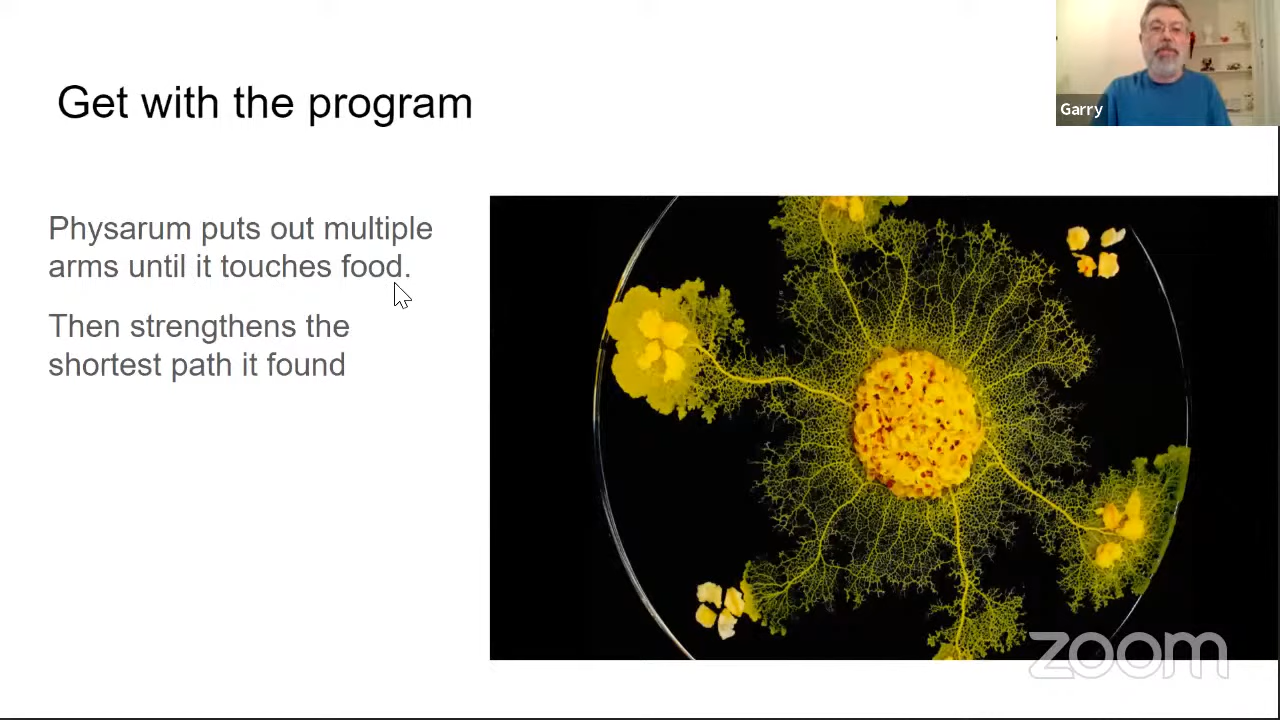 Get with the program
Garry
Physarum puts out multiple
arms until it touches food.
Then strengthens the
shortest path it found
zoom